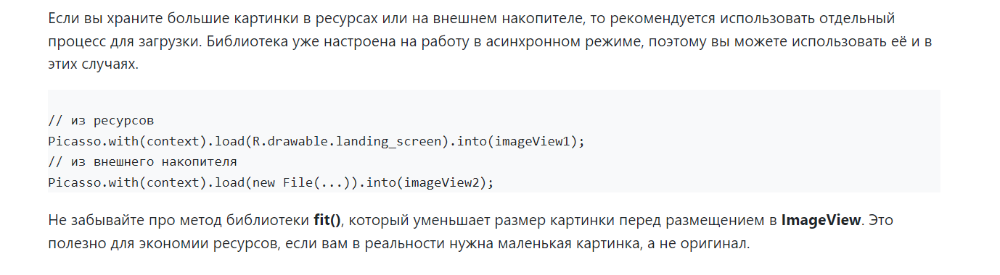 Если вы храните большие картинки в ресурсах или на внешнем накопителе, то рекомендуется использовать отдельный
процесс для загрузки. Библиотека уже настроена на работу в асинхронном режиме, поэтому вы можете использовать её и в
этих случаях.
// из ресурсов
Picasso.with(context).load(R.drawable.landing_screen).into(imageView1);
// из внешнего накопителя
Picasso.with(context).load(new File(...)).into(imageView2);
Не забывайте про метод библиотеки fit(), который уменьшает размер картинки перед размещением в ImageView. Это
полезно для экономии ресурсов, если вам в реальности нужна маленькая картинка, а не оригинал.